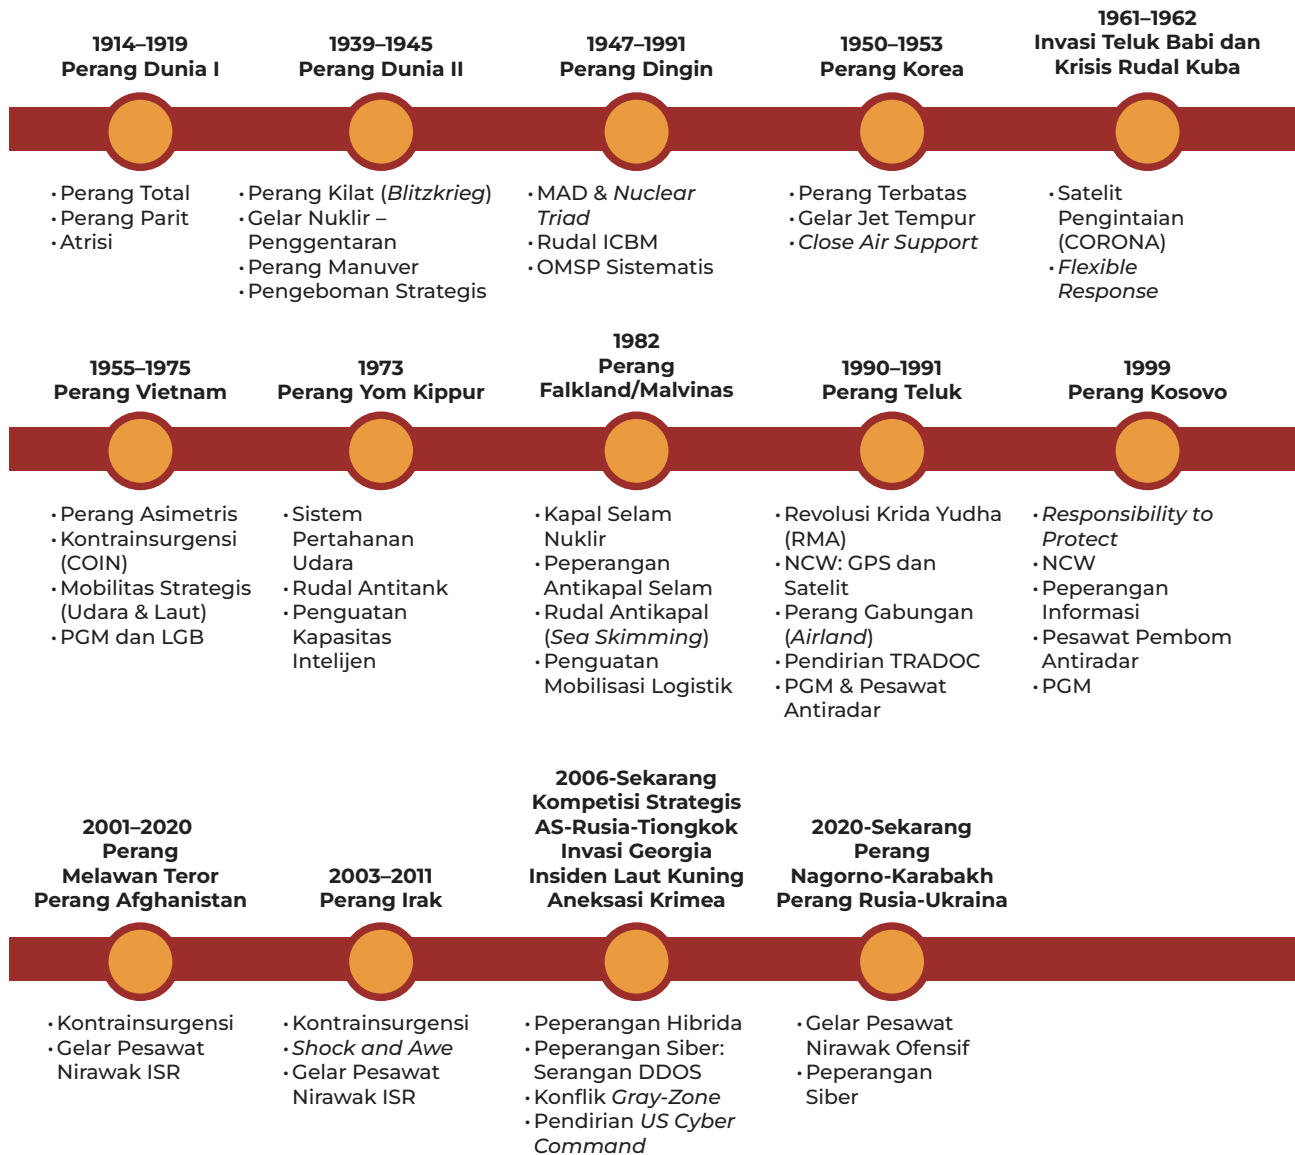 1914–1919
Perang Dunia I
• Perang Total
• Perang Parit
• Atrisi
1939–1945
Perang Dunia II
• Perang Kilat (Blitzkrieg)
• Gelar Nuklir –
Penggentaran
• Perang Manuver
• Pengeboman Strategis
1947–1991
Perang Dingin
• MAD & Nuclear
Triad
• Rudal ICBM
• OMSP Sistematis
1950–1953
Perang Korea
• Perang Terbatas
• Gelar Jet Tempur
• Close Air Support
1961–1962
Invasi Teluk Babi dan
Krisis Rudal Kuba
• Satelit
Pengintaian
(CORONA)
• Flexible
Response
1955–1975
Perang Vietnam
• Perang Asimetris
• Kontrainsurgensi
(COIN)
• Mobilitas Strategis
(Udara & Laut)
• PGM dan LGB
1973
Perang Yom Kippur
• Sistem
Pertahanan
Udara
• Rudal Antitank
• Penguatan
Kapasitas
Intelijen
1982
Perang
Falkland/Malvinas
• Kapal Selam
Nuklir
• Peperangan
Antikapal Selam
• Rudal Antikapal
(Sea Skimming)
• Penguatan
Mobilisasi Logistik
1990–1991
Perang Teluk
• Revolusi Krida Yudha
(RMA)
• NCW: GPS dan
Satelit
• Perang Gabungan
(Airland)
• Pendirian TRADOC
• PGM & Pesawat
Antiradar
1999
Perang Kosovo
• Responsibility to
Protect
• NCW
• Peperangan
Informasi
• Pesawat Pembom
Antiradar
• PGM
2001–2020
Perang
Melawan Teror
Perang Afghanistan
• Kontrainsurgensi
• Gelar Pesawat
Nirawak ISR
2003–2011
Perang Irak
• Kontrainsurgensi
• Shock and Awe
• Gelar Pesawat
Nirawak ISR
2006-Sekarang
Kompetisi Strategis
AS-Rusia-Tiongkok
Invasi Georgia
Insiden Laut Kuning
Aneksasi Krimea
• Peperangan Hibrida
• Peperangan Siber:
Serangan DDOS
• Konflik Gray-Zone
• Pendirian US Cyber
Command
2020-Sekarang
Perang
Nagorno-Karabakh
Perang Rusia-Ukraina
• Gelar Pesawat
Nirawak Ofensif
• Peperangan
Siber